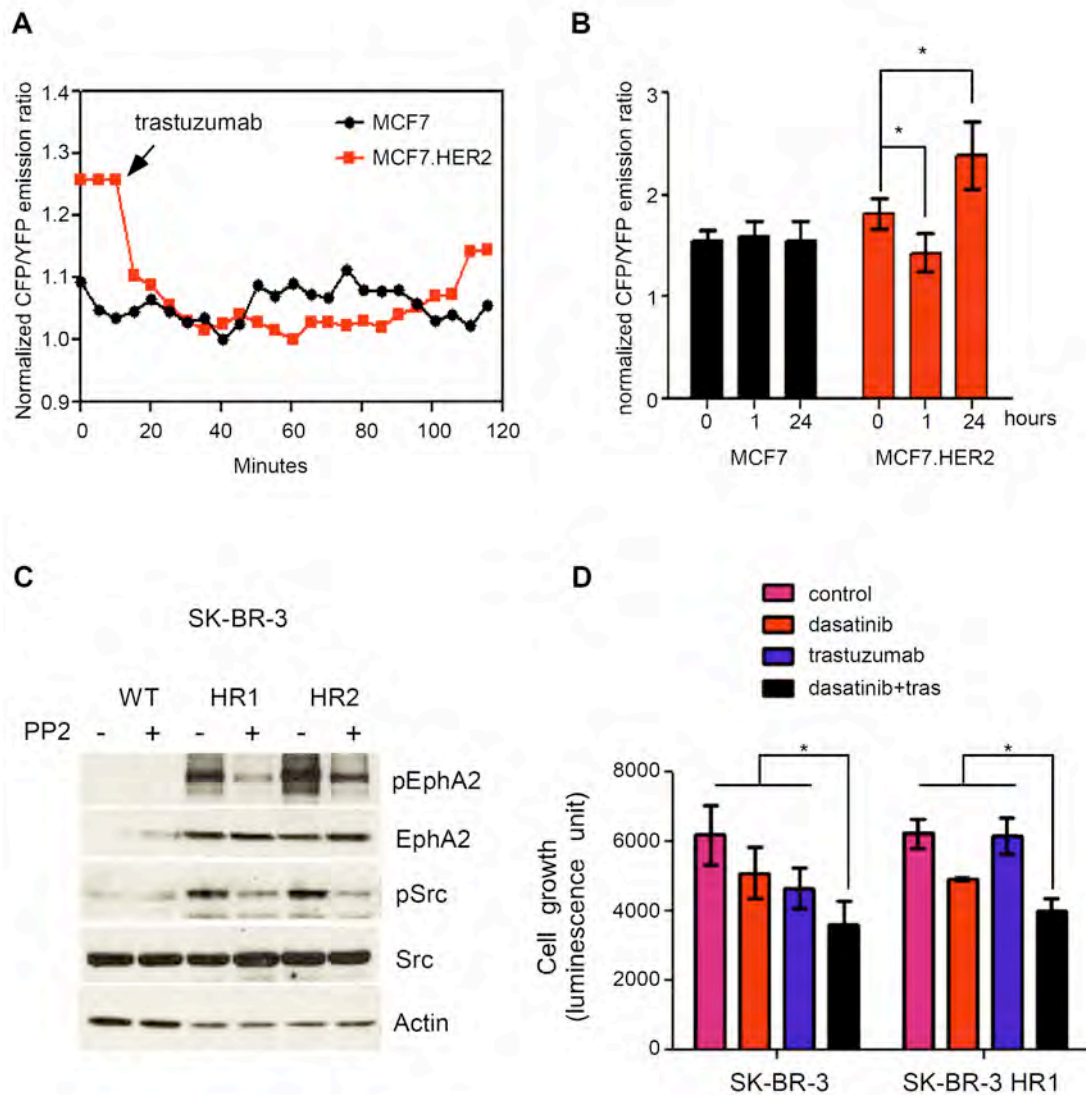 A
Normalized CFP/YFP emission ratio
1.4
1.3
1.2
1.1
1.0
0.9
trastuzumab
MCF7
MCF7.HER2
0 20 40 60 80 100 120
Minutes
B
normalized CFP/YFP emission ratio
3
2
1
0
*
*
0 1 24 0 1 24 hours
MCF7 MCF7.HER2
C
SK-BR-3
WT HR1 HR2
PP2 - + - + - +
pEphA2
EphA2
pSrc
Src
Actin
D
control
dasatinib
trastuzumab
dasatinib+tras
Cell growth
(luminescence unit)
8000
6000
4000
2000
0
* *
SK-BR-3 SK-BR-3 HR1